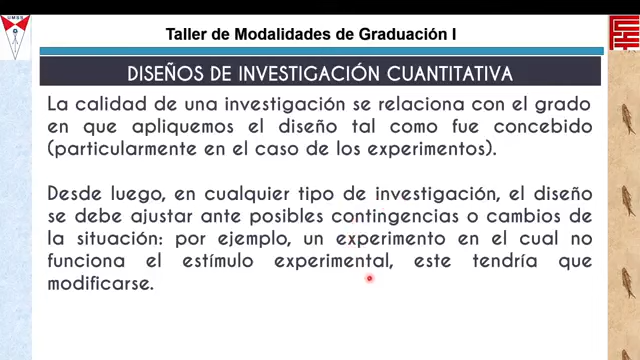 UMSS
Taller de Modalidades de Graduación I
DISEÑOS DE INVESTIGACIÓN CUANTITATIVA
La calidad de una investigación se relaciona con el grado
en que apliquemos el diseño tal como fue concebido
(particularmente en el caso de los experimentos).
Desde luego, en cualquier tipo de investigación, el diseño
se debe ajustar ante posibles contingencias o cambios de
la situación: por ejemplo, un experimento en el cual no
funciona el estímulo experimental, este tendría que
modificarse.